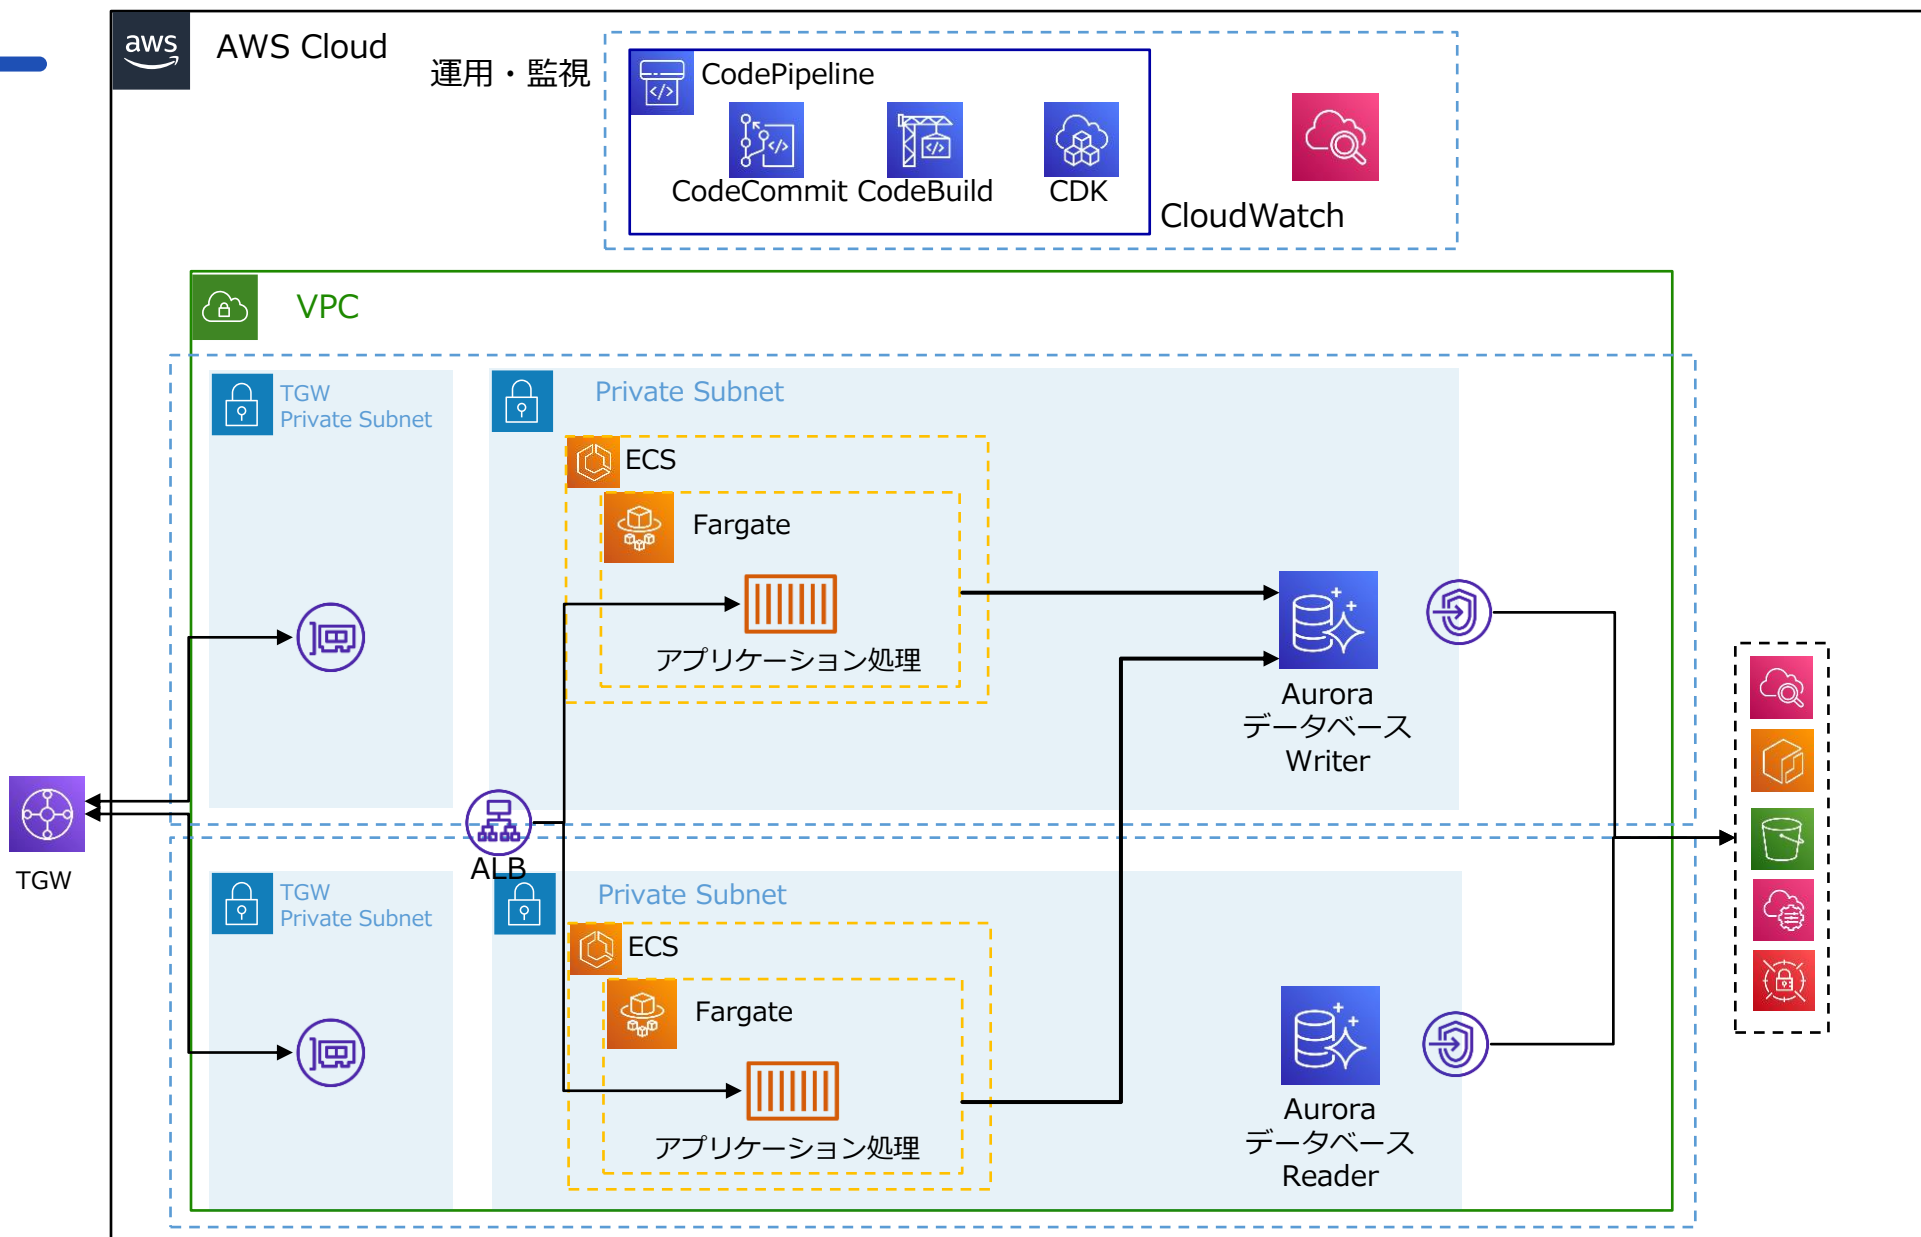 aws
AWS Cloud
運用・監視
CodePipeline
CodeCommit
CodeBuild
CDK
CloudWatch
VPC
TGW
Private Subnet
Private Subnet
ECS
Fargate
アプリケーション処理
Aurora
データベース
Writer
TGW
ALB
TGW
Private Subnet
Private Subnet
ECS
Fargate
アプリケーション処理
Aurora
データベース
Reader